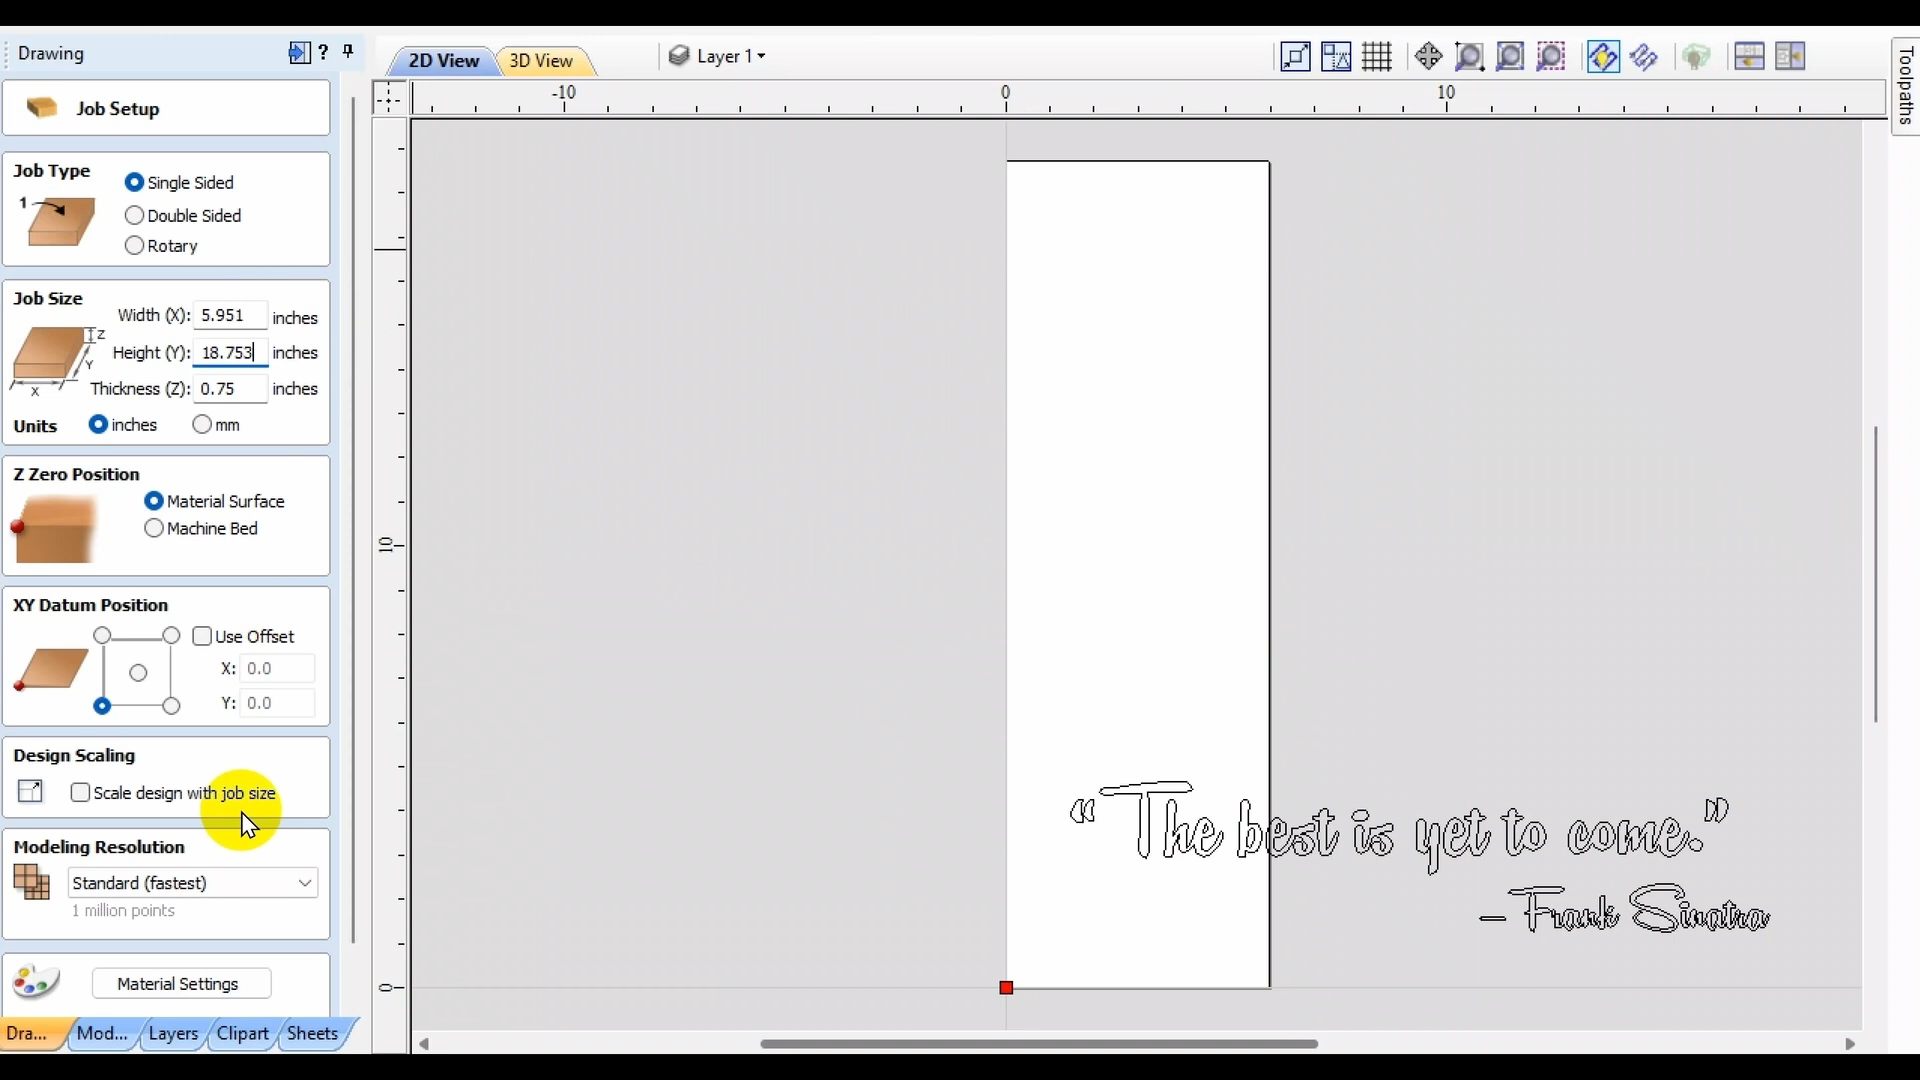 Drawing
?
2D View
3D View
Layer 1
Toolpaths
-10
0
10
Job Setup
Job Type
1
Single Sided
Double Sided
Rotary
Job Size
Width (X): 5.951 inches
Height (Y): 18.753 inches
Thickness (Z): 0.75 inches
Z
Y
X
Units
inches
mm
Z Zero Position
Material Surface
Machine Bed
XY Datum Position
Use Offset
X: 0.0
Y: 0.0
Design Scaling
Scale design with job size
Modeling Resolution
Standard (fastest)
1 million points
Material Settings
Dra...
Mod...
Layers
Clipart
Sheets
10
0
“The best is yet to come.”
– Frank Sinatra